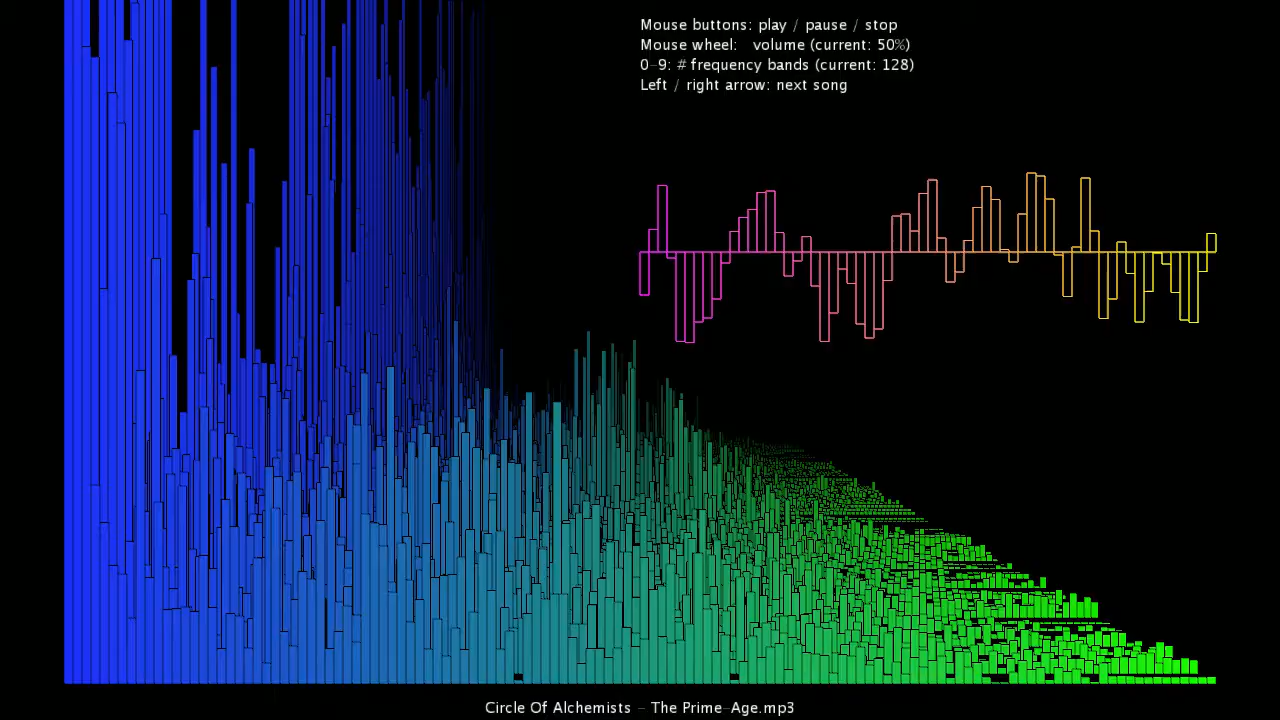 Mouse buttons: play / pause / stop
Mouse wheel: volume (current: 50%)
0-9: # frequency bands (current: 128)
Left / right arrow: next song
Circle Of Alchemists - The Prime-Age.mp3